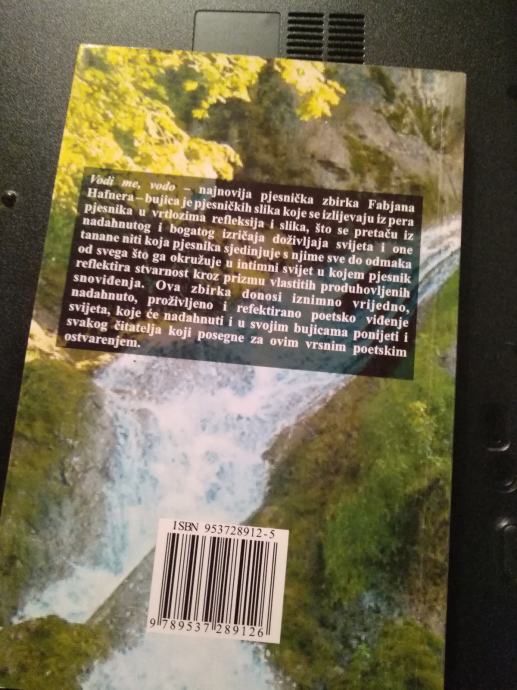 Vodi me, vodo – najnovija pjesnička zbirka Fabjana
Hafnera – bujica je pjesničkih slika koje se izlijevaju iz pera
pjesnika u vrtlozima refleksija i slika, što se pretaču iz
nadahnutog i bogatog izričaja doživljaja svijeta i one
tanane niti koja pjesnika sjedinjuje s njime sve do odmaka
od svega što ga okružuje u intimni svijet u kojem pjesnik
reflektira stvarnost kroz prizmu vlastitih produhovljenih
snoviđenja. Ova zbirka donosi iznimno vrijedno,
nadahnuto, proživljeno i refektirano poetsko viđenje
svijeta, koje će nadahnuti i u svojim bujicama ponijeti i
svakog čitatelja koji posegne za ovim vrsnim poetskim
ostvarenjem.
ISBN 953728912-5
9 789537 289126